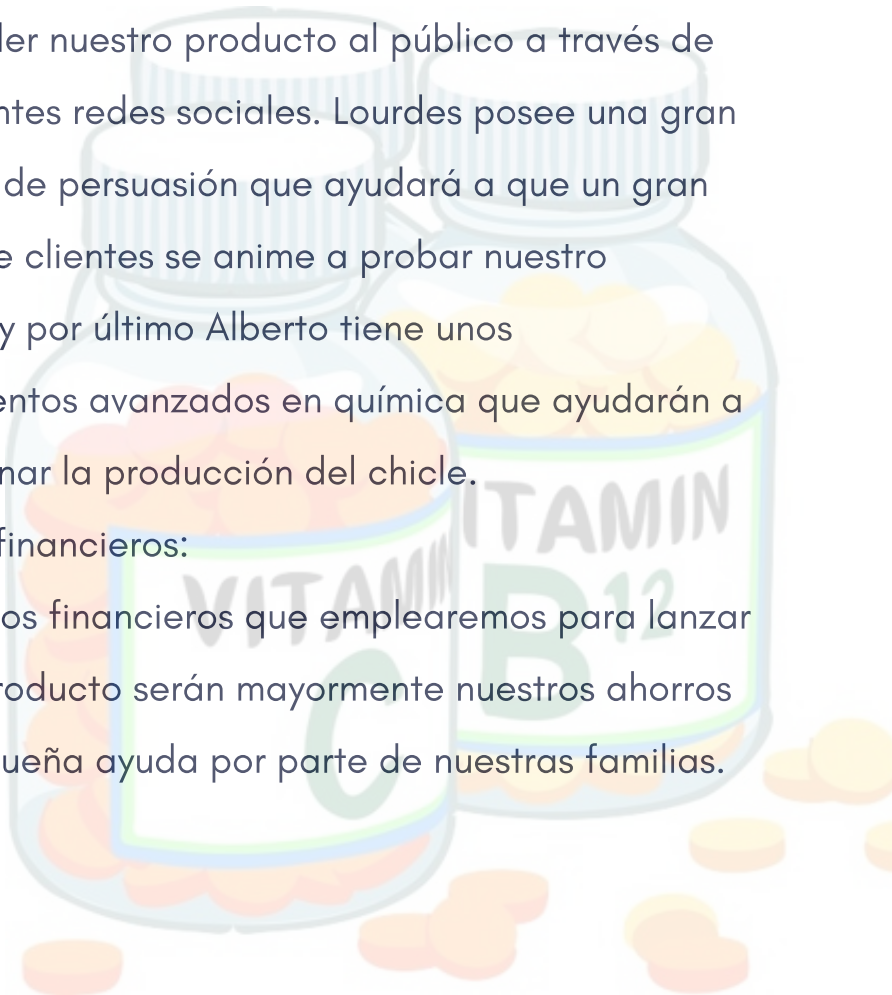 ler nuestro producto al público a través de
ntes redes sociales. Lourdes posee una gran
de persuasión que ayudará a que un gran
e clientes se anime a probar nuestro
y por último Alberto tiene unos
entos avanzados en química que ayudarán a
nar la producción del chicle.
financieros:
os financieros que emplearemos para lanzar
roducto serán mayormente nuestros ahorros
ueña ayuda por parte de nuestras familias.
VITAMIN
C
ITAMIN
B12